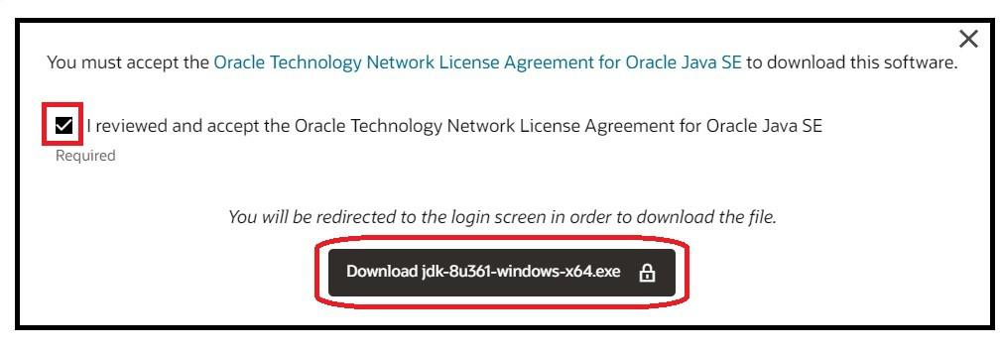 You must accept the Oracle Technology Network License Agreement for Oracle Java SE to download this software.
I reviewed and accept the Oracle Technology Network License Agreement for Oracle Java SE
Required
You will be redirected to the login screen in order to download the file.
Download jdk-8u361-windows-x64.exe